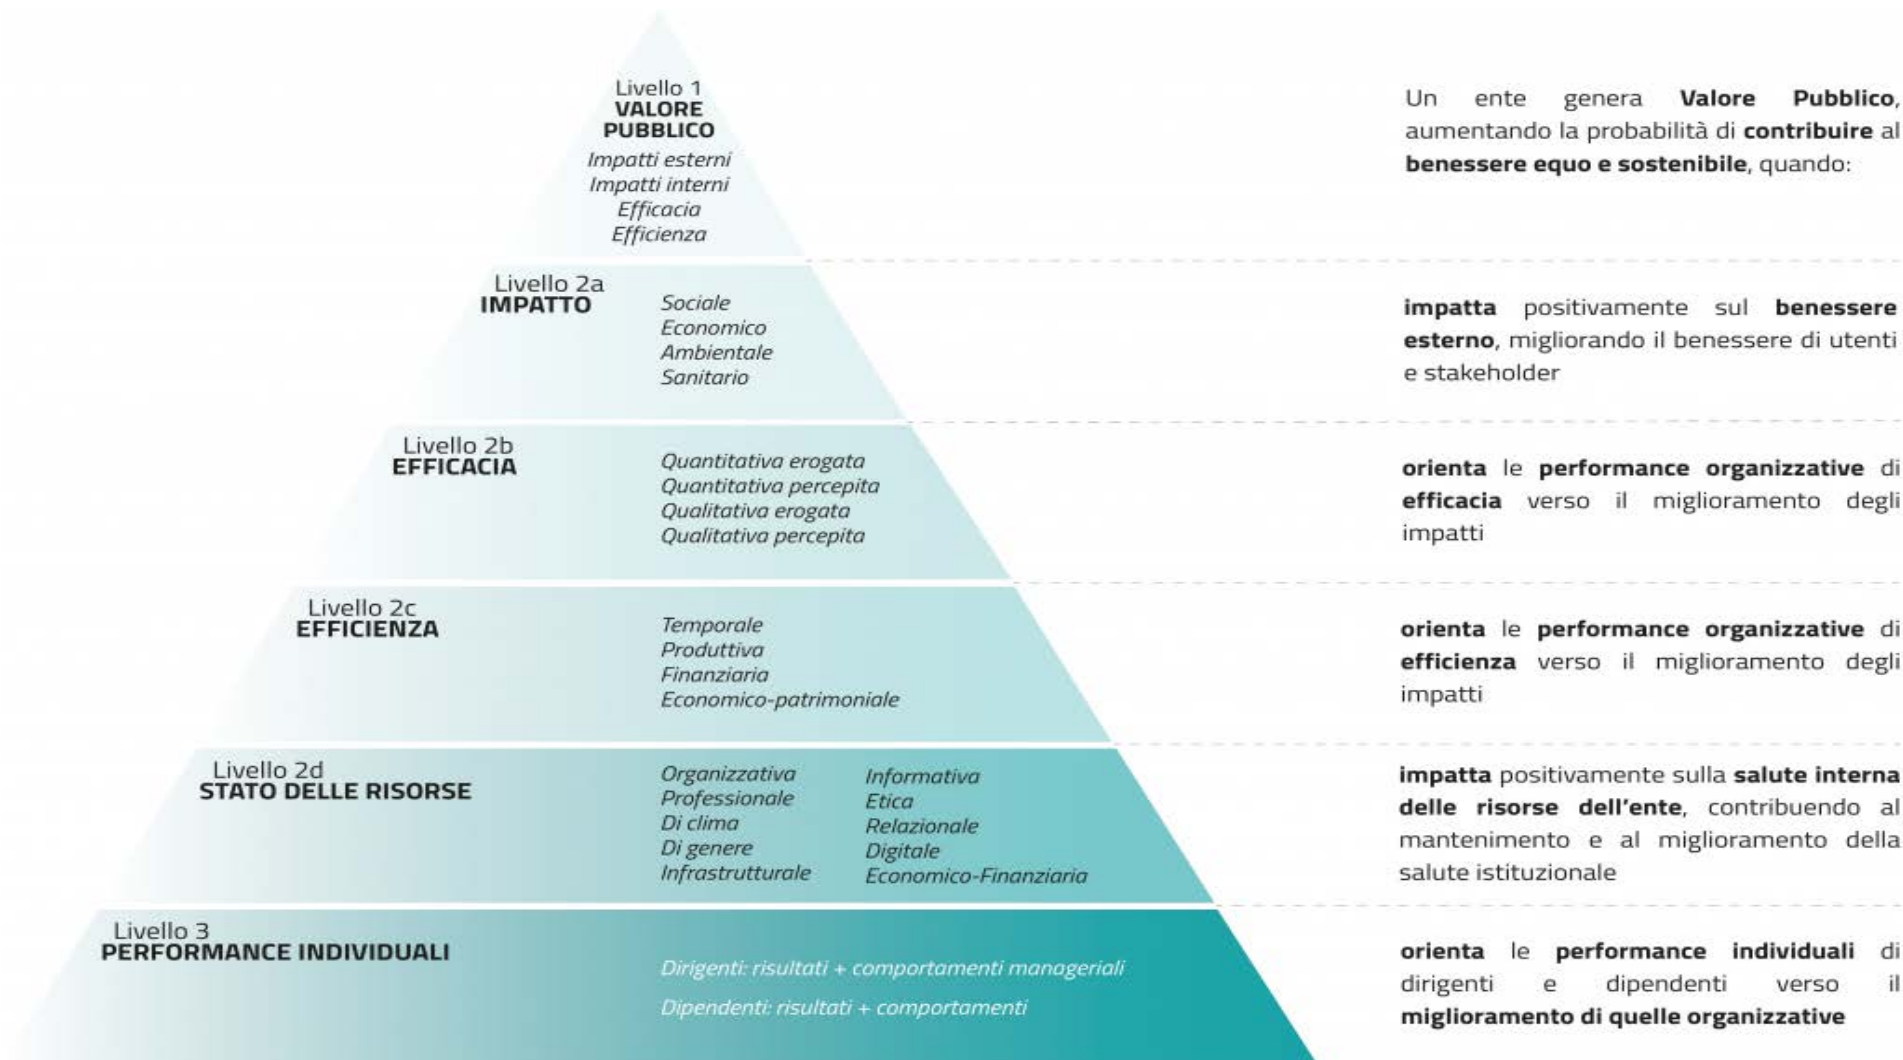 Livello 1
VALORE
PUBBLICO
Impatti esterni
Impatti interni
Efficacia
Efficienza
Un ente genera Valore Pubblico,
aumentando la probabilità di contribuire al
benessere equo e sostenibile, quando:
Livello 2a
IMPATTO
Sociale
Economico
Ambientale
Sanitario
impatta positivamente sul benessere
esterno, migliorando il benessere di utenti
e stakeholder
Livello 2b
EFFICACIA
Quantitativa erogata
Quantitativa percepita
Qualitativa erogata
Qualitativa percepita
orienta le performance organizzative di
efficacia verso il miglioramento degli
impatti
Livello 2c
EFFICIENZA
Temporale
Produttiva
Finanziaria
Economico-patrimoniale
orienta le performance organizzative di
efficienza verso il miglioramento degli
impatti
Livello 2d
STATO DELLE RISORSE
Organizzativa
Professionale
Di clima
Di genere
Infrastrutturale
Informativa
Etica
Relazionale
Digitale
Economico-Finanziaria
impatta positivamente sulla salute interna
delle risorse dell'ente, contribuendo al
mantenimento e al miglioramento della
salute istituzionale
Livello 3
PERFORMANCE INDIVIDUALI
Dirigenti: risultati + comportamenti manageriali
Dipendenti: risultati + comportamenti
orienta le performance individuali di
dirigenti e dipendenti verso il
miglioramento di quelle organizzative